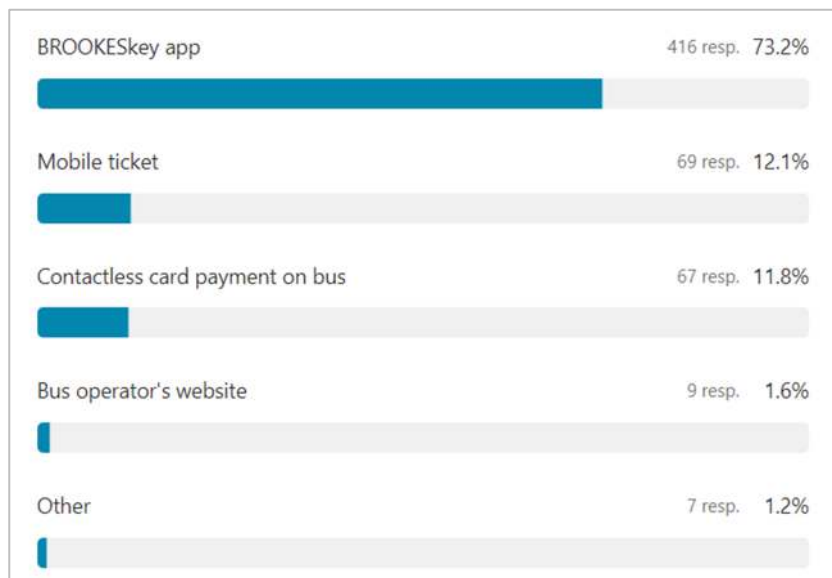 BROOKESkey app 416 resp. 73.2%
Mobile ticket 69 resp. 12.1%
Contactless card payment on bus 67 resp. 11.8%
Bus operator's website 9 resp. 1.6%
Other 7 resp. 1.2%